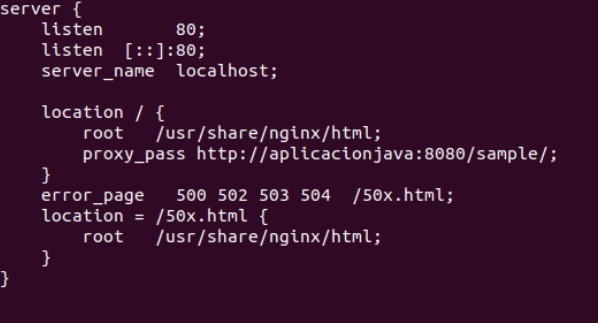 server {
    listen       80;
    listen  [::]:80;
    server_name  localhost;

    location / {
        root   /usr/share/nginx/html;
        proxy_pass http://aplicacionjava:8080/sample/;
    }
    error_page   500 502 503 504  /50x.html;
    location = /50x.html {
        root   /usr/share/nginx/html;
    }
}